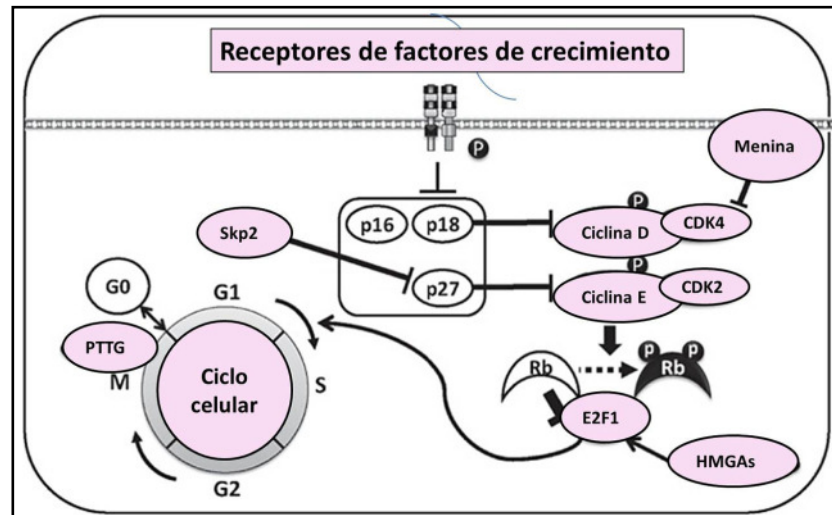 Receptores de factores de crecimiento
P
Menina
p16
p18
P
Ciclina D
CDK4
Skp2
p27
P
Ciclina E
CDK2
G0
G1
PTTG
M
Ciclo
celular
S
G2
Rb
P
P
Rb
E2F1
HMGAs